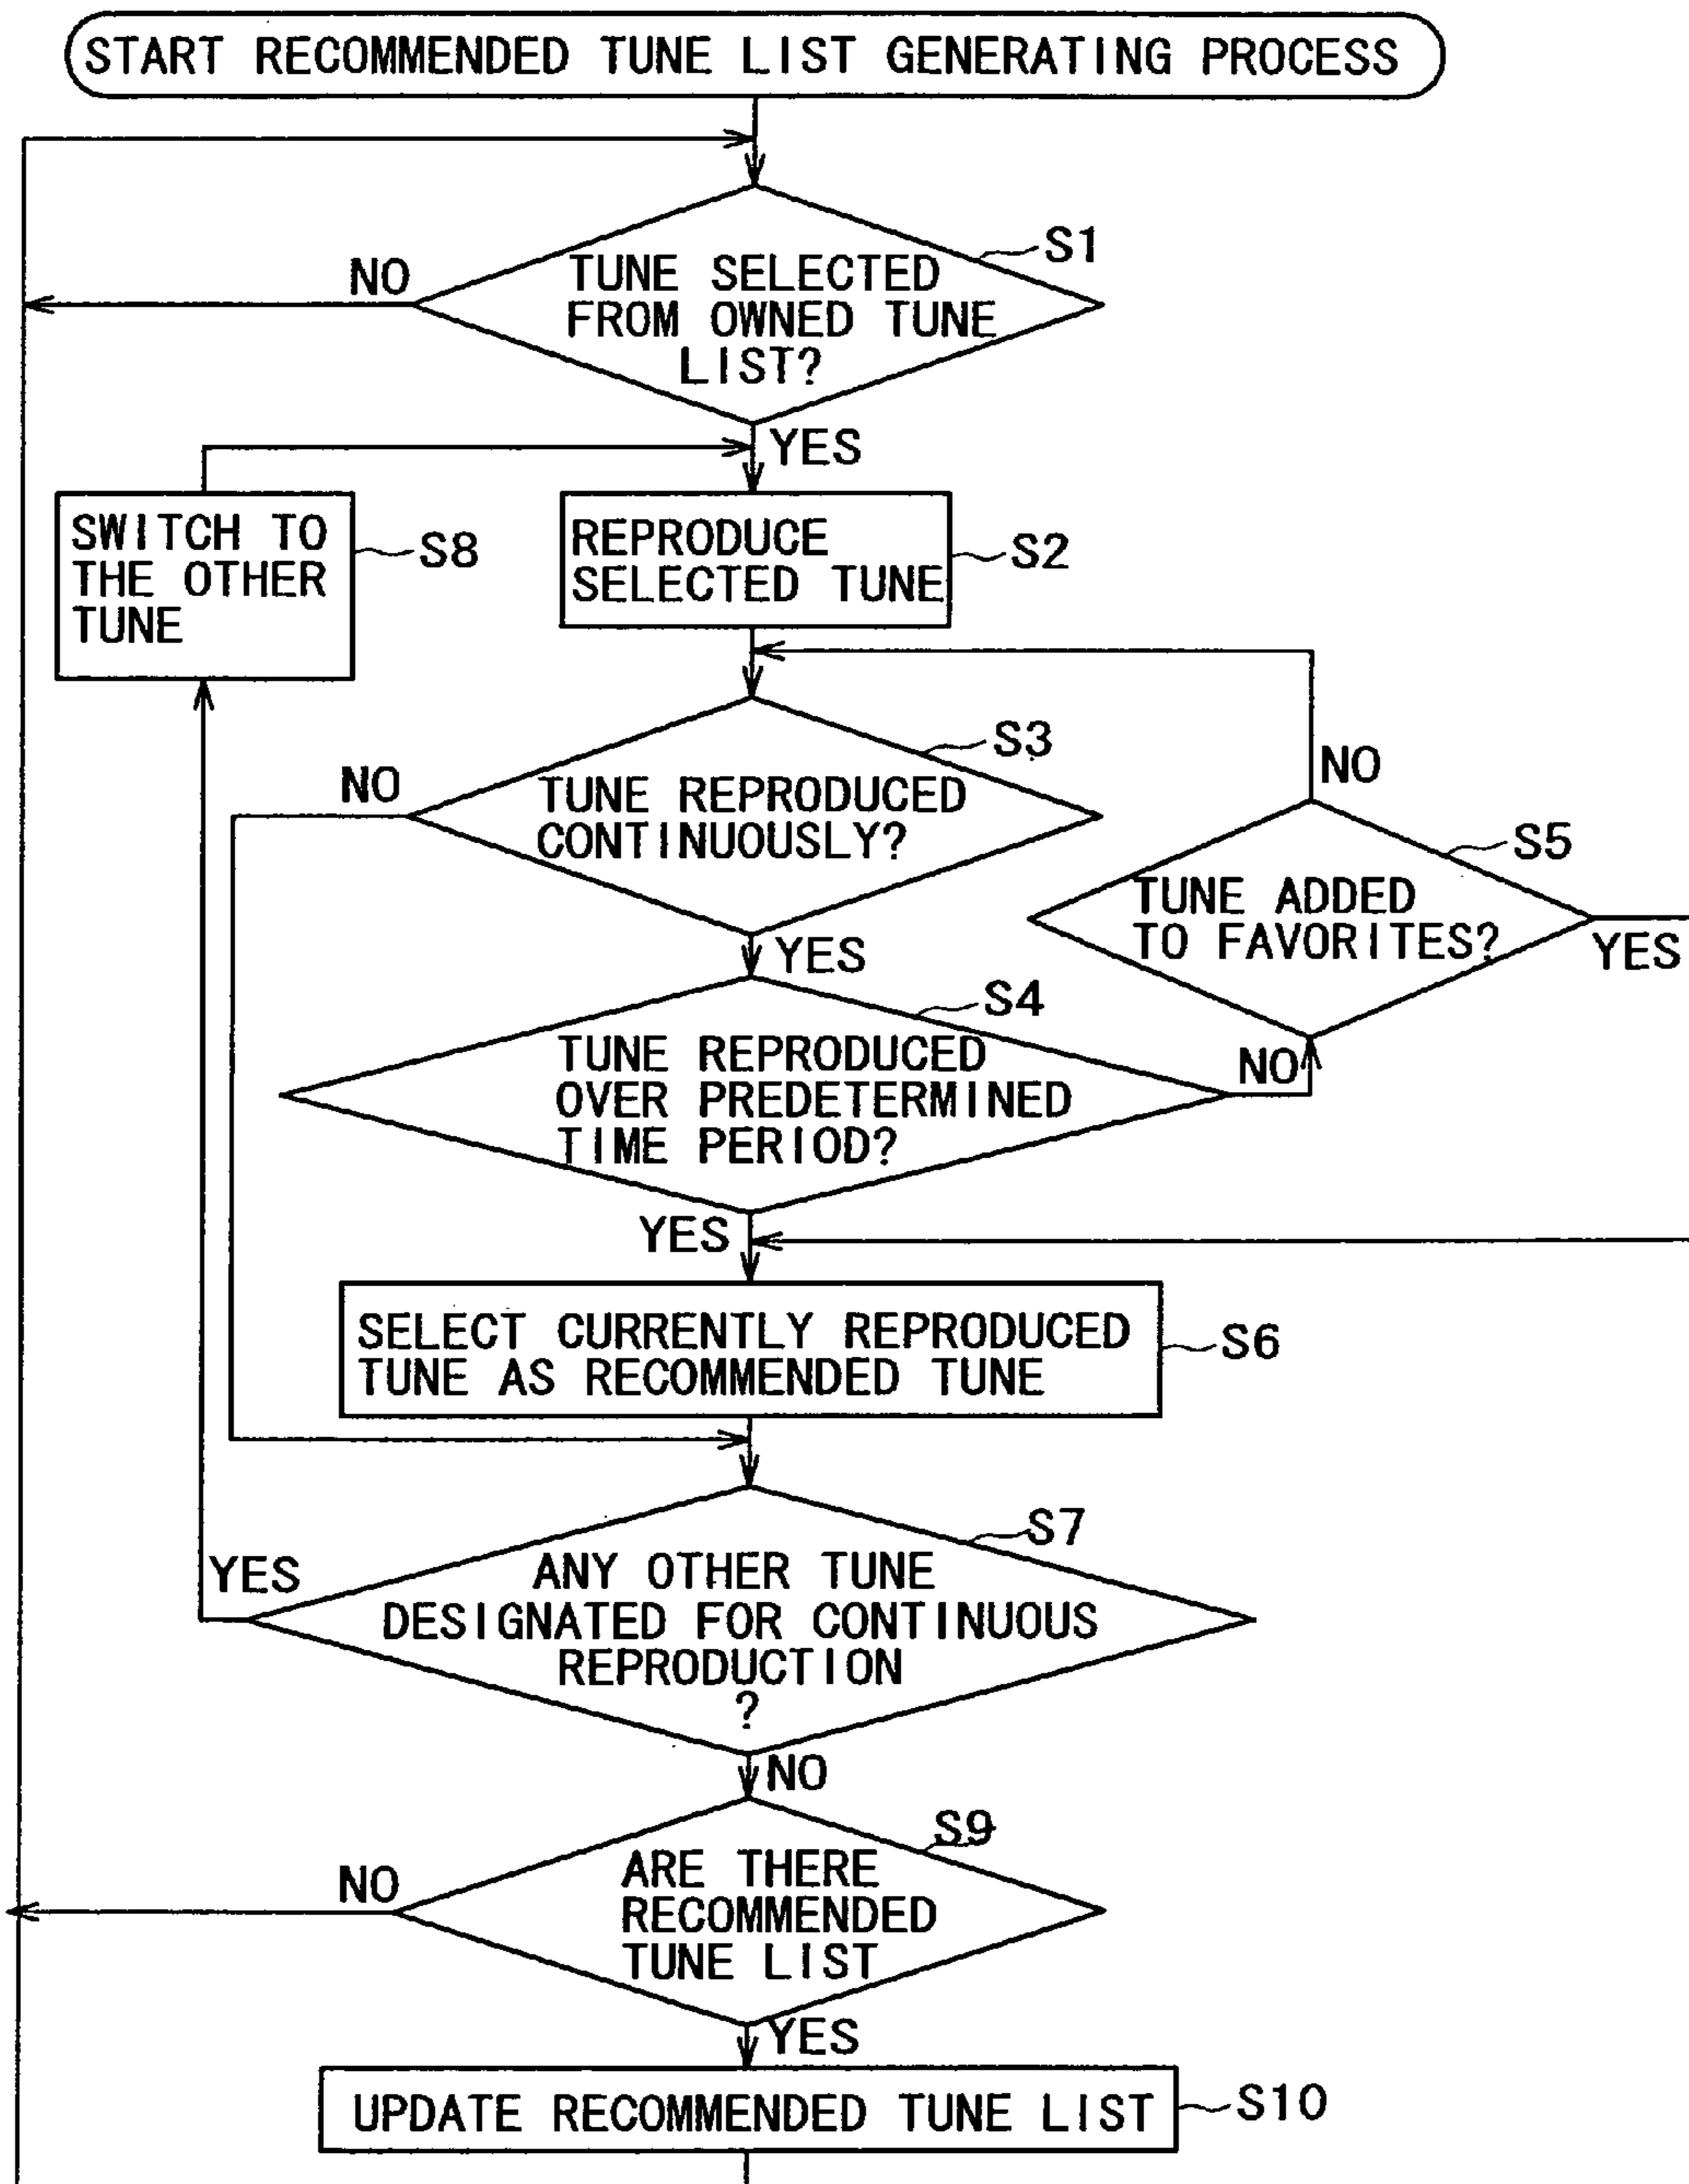 START RECOMMENDED TUNE LIST GENERATING PROCESS
S1
NO
TUNE SELECTED
FROM OWNED TUNE
LIST?
YES
SWITCH TO
THE OTHER
TUNE
S8
REPRODUCE
SELECTED TUNE
S2
S3
NO
TUNE REPRODUCED
CONTINUOUSLY?
NO
S5
TUNE ADDED
TO FAVORITES?
YES
YES
S4
TUNE REPRODUCED
OVER PREDETERMINED
TIME PERIOD?
NO
YES
SELECT CURRENTLY REPRODUCED
TUNE AS RECOMMENDED TUNE
S6
S7
YES
ANY OTHER TUNE
DESIGNATED FOR CONTINUOUS
REPRODUCTION
?
NO
S9
NO
ARE THERE
RECOMMENDED
TUNE LIST
YES
UPDATE RECOMMENDED TUNE LIST
S10